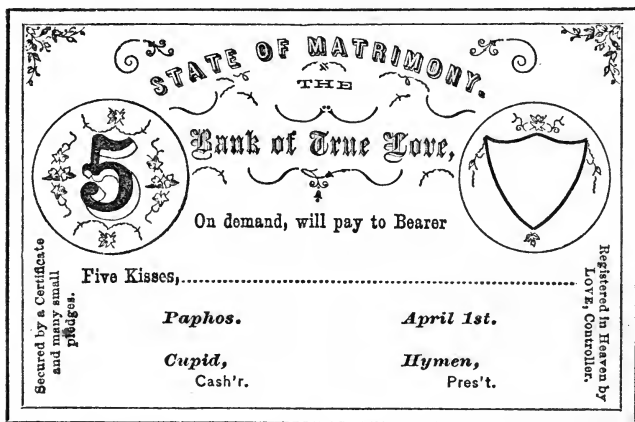 STATE OF MATRIMONY.
THE
Bank of True Love,
5
On demand, will pay to Bearer
Five Kisses,
Paphos. April 1st.
Cupid, Hymen,
Cash'r. Pres't.
Secured by a Certificate
and many small
pledges.
Registered in Heaven by
LOVE, Controller.